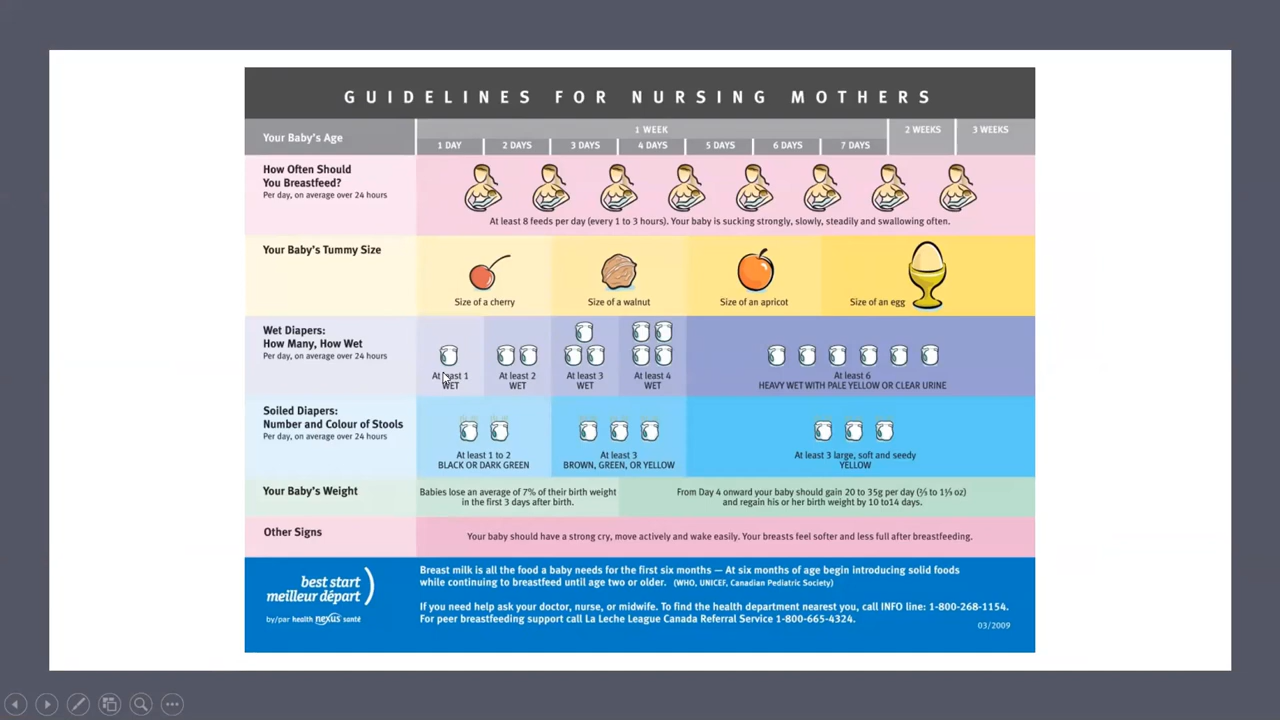 GUIDELINES FOR NURSING MOTHERS
Your Baby's Age
1 WEEK
2 WEEKS
3 WEEKS
1 DAY
2 DAYS
3 DAYS
4 DAYS
5 DAYS
6 DAYS
7 DAYS
How Often Should
You Breastfeed?
Per day, on average over 24 hours
At least 8 feeds per day (every 1 to 3 hours). Your baby is sucking strongly, slowly, steadily and swallowing often.
Your Baby's Tummy Size
Size of a cherry
Size of a walnut
Size of an apricot
Size of an egg
Wet Diapers:
How Many, How Wet
Per day, on average over 24 hours
At least 1
WET
At least 2
WET
At least 3
WET
At least 4
WET
At least 6
HEAVY WET WITH PALE YELLOW OR CLEAR URINE
Soiled Diapers:
Number and Colour of Stools
Per day, on average over 24 hours
At least 1 to 2
BLACK OR DARK GREEN
At least 3
BROWN, GREEN, OR YELLOW
At least 3 large, soft and seedy
YELLOW
Your Baby's Weight
Babies lose an average of 7% of their birth weight
in the first 3 days after birth.
From Day 4 onward your baby should gain 20 to 35g per day (⅔ to 1⅓ oz)
and regain his or her birth weight by 10 to14 days.
Other Signs
Your baby should have a strong cry, move actively and wake easily. Your breasts feel softer and less full after breastfeeding.
best start
meilleur départ
by/par health nexus santé
Breast milk is all the food a baby needs for the first six months — At six months of age begin introducing solid foods
while continuing to breastfeed until age two or older. (WHO, UNICEF, Canadian Pediatric Society)
If you need help ask your doctor, nurse, or midwife. To find the health department nearest you, call INFO line: 1-800-268-1154.
For peer breastfeeding support call La Leche League Canada Referral Service 1-800-665-4324.
03/2009